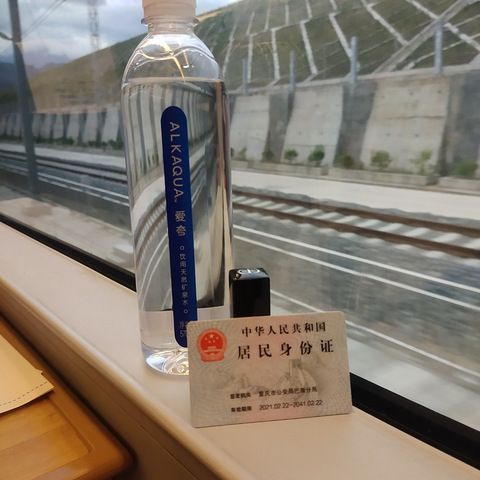 ALKAQUA
爱夸
饮用天然矿泉水
中华人民共和国
居民身份证
签发机关 重庆市公安局巴南分局
有效期限 2021.02.22-2041.02.22